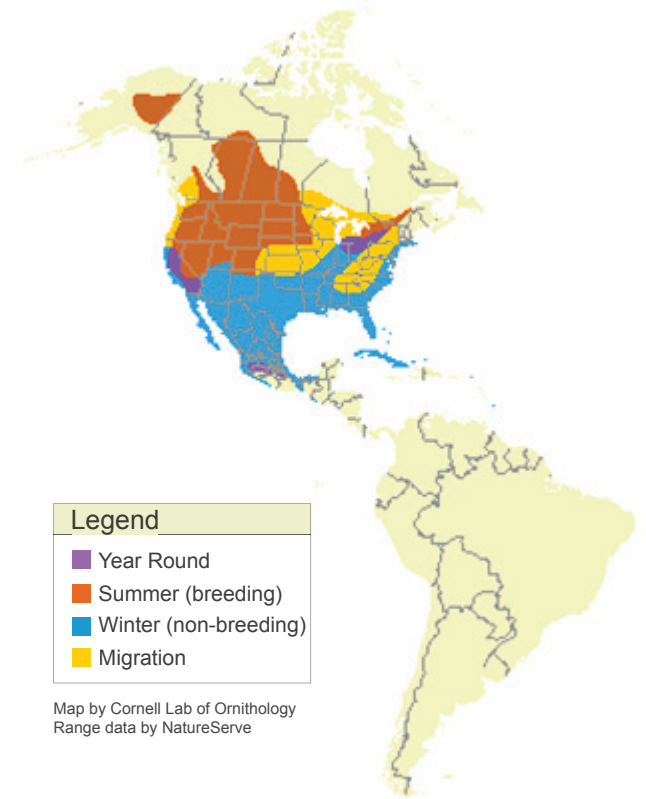 Legend
Year Round
Summer (breeding)
Winter (non-breeding)
Migration
Map by Cornell Lab of Ornithology
Range data by NatureServe